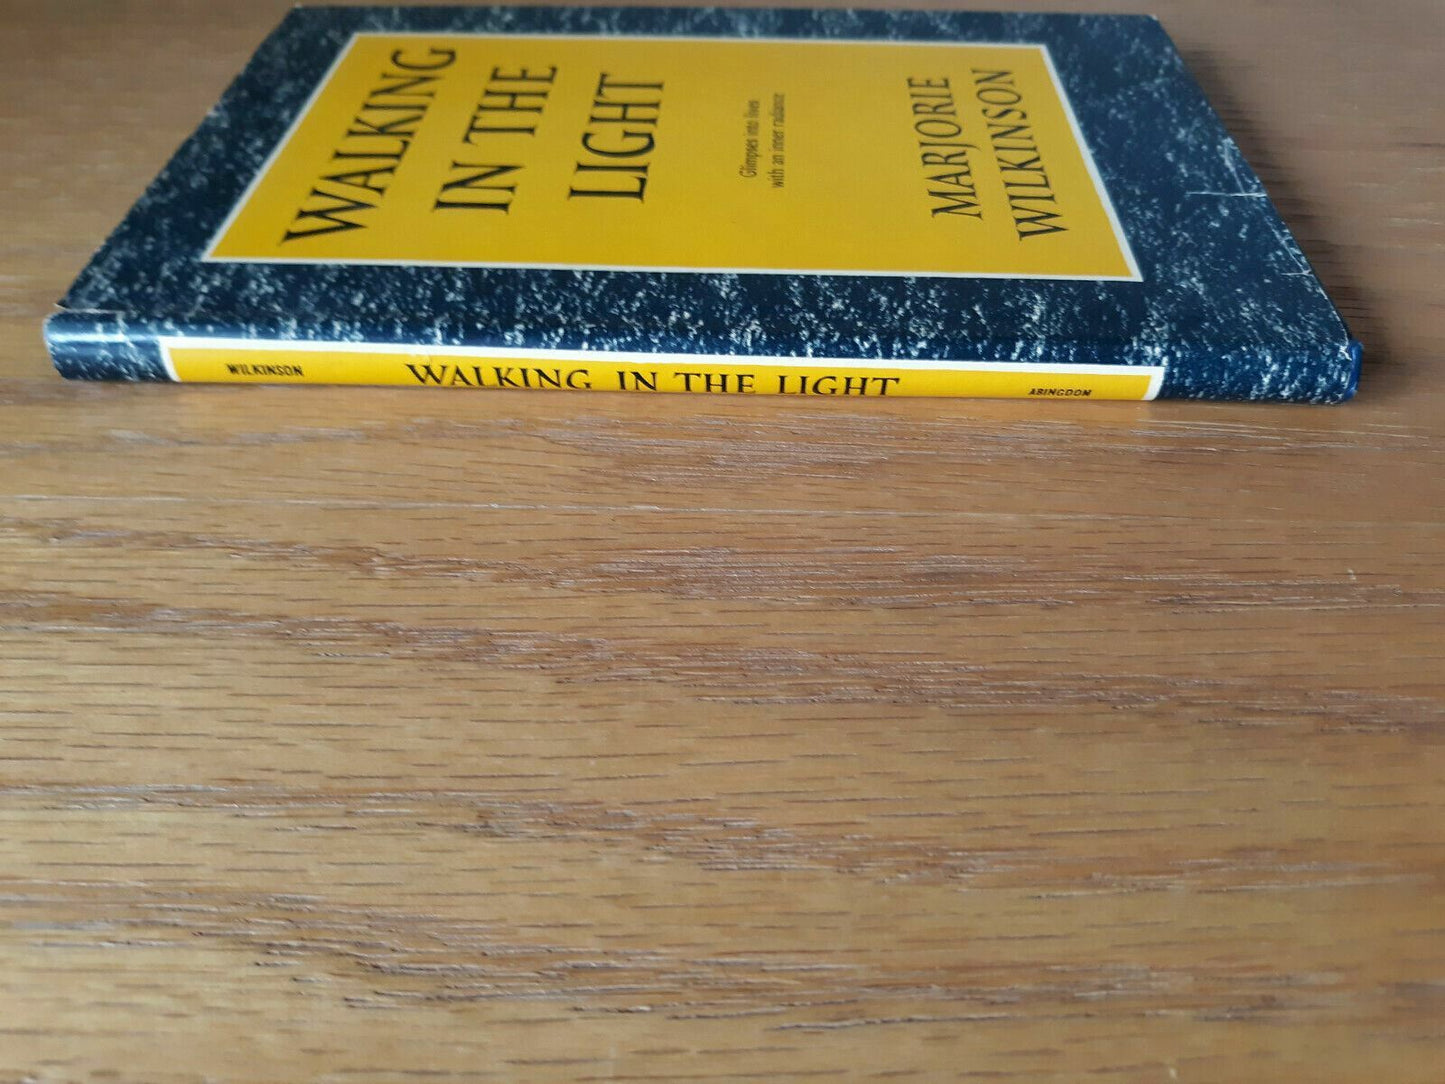 WALKING
IN THE
LIGHT
Glimpses into lives
with an inner radiance
MARJORIE
WILKINSON
WILKINSON
WALKING IN THE LIGHT
ABINGDON